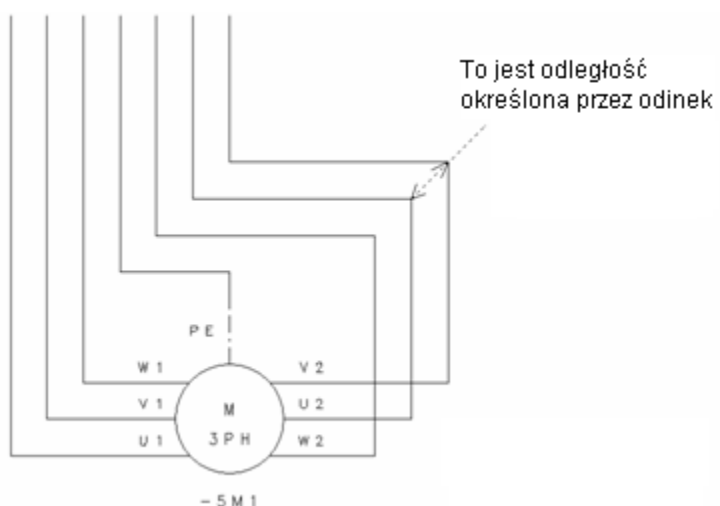 To jest odległość
określona przez odinek
PE
W1
V2
V1
M
U2
U1
3PH
W2
-5M1